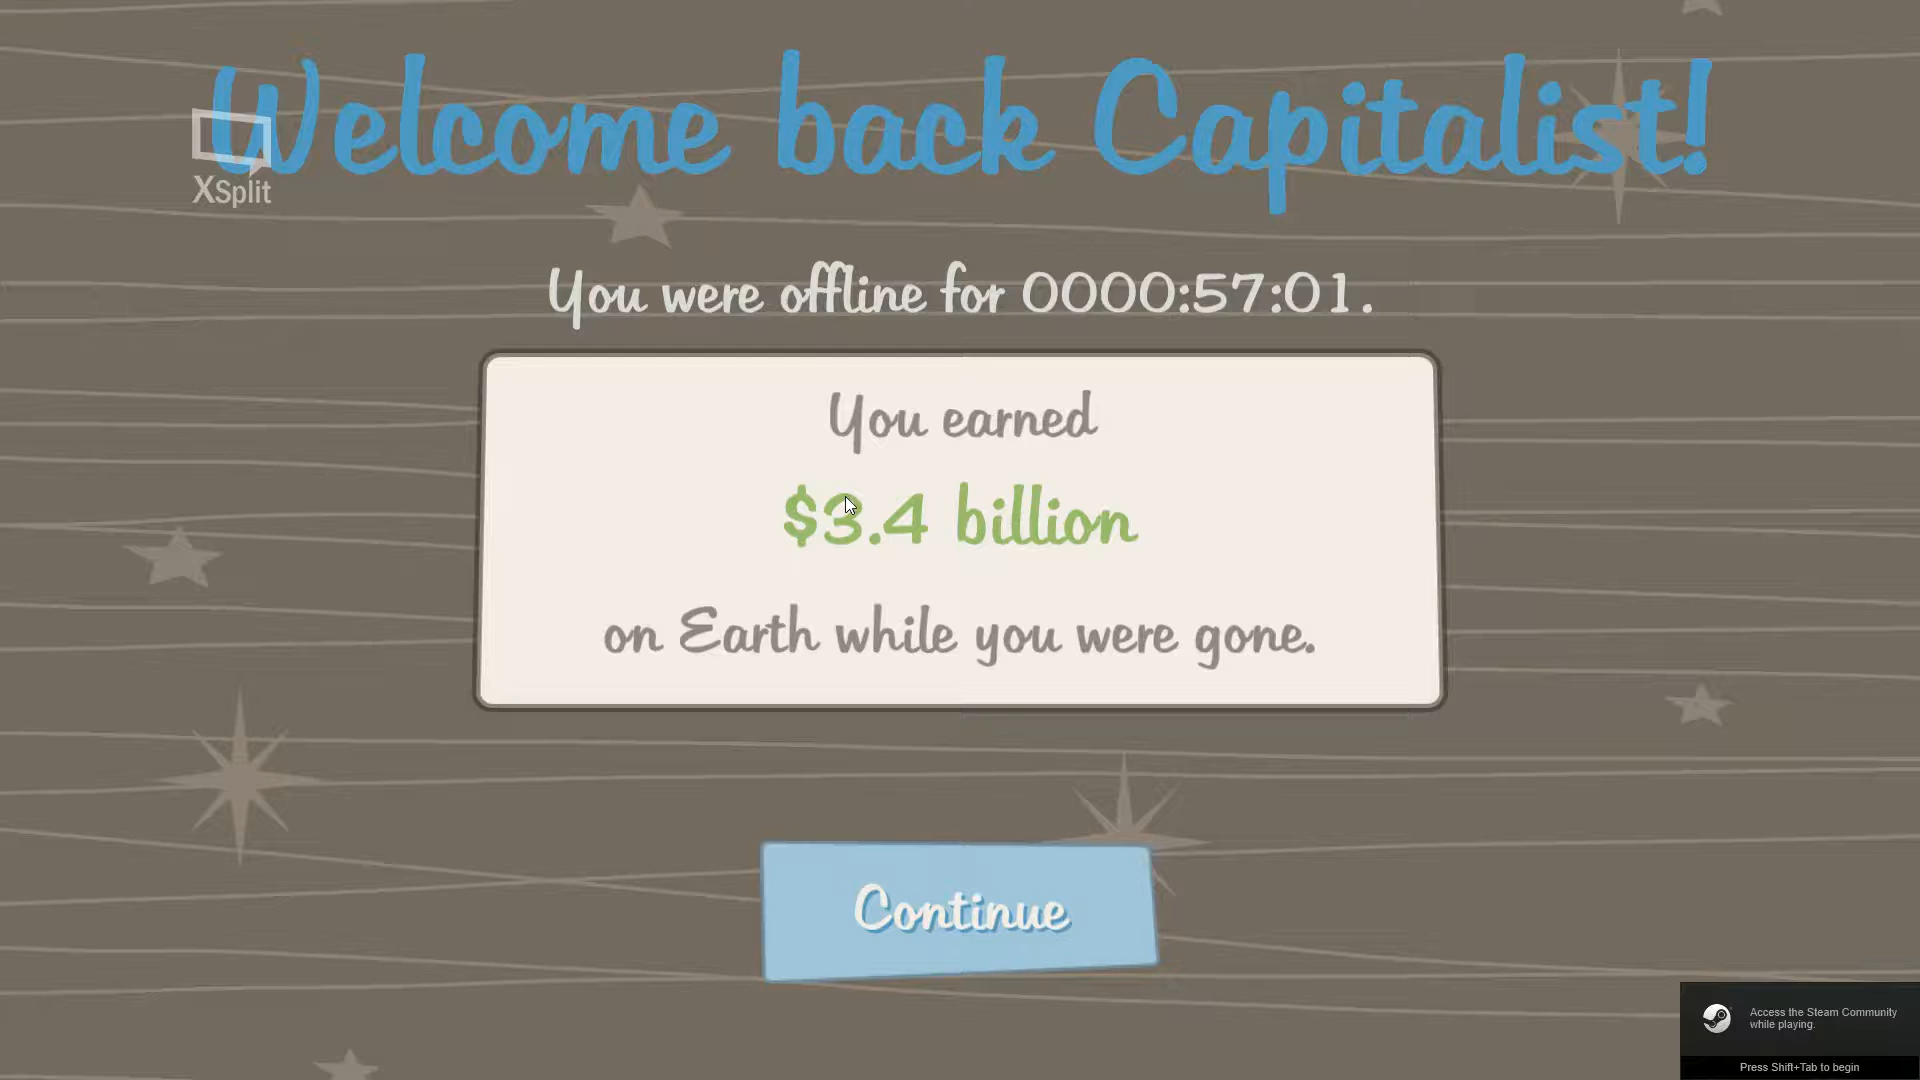 Welcome back Capitalist!
XSplit
You were offline for 0000:57:01.
You earned
$3.4 billion
on Earth while you were gone.
Continue
Access the Steam Community
while playing.
Press Shift+Tab to begin